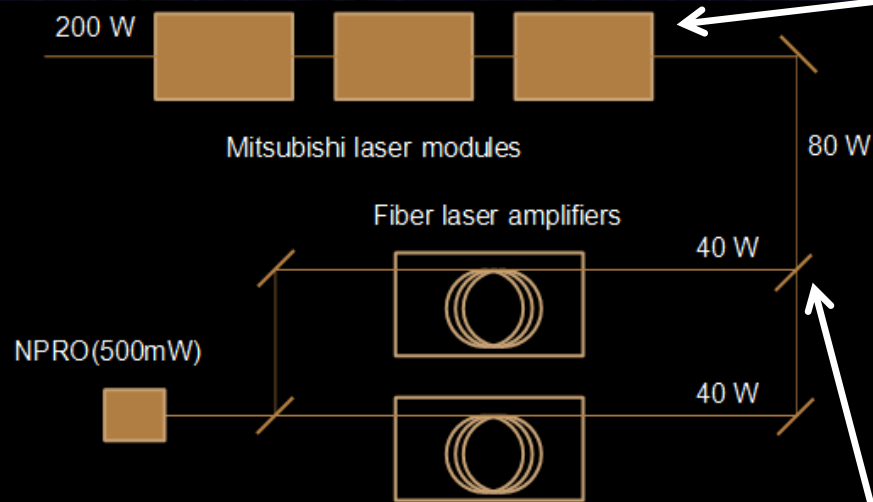 200 W
Mitsubishi laser modules
80 W
Fiber laser amplifiers
40 W
NPRO(500mW)
40 W